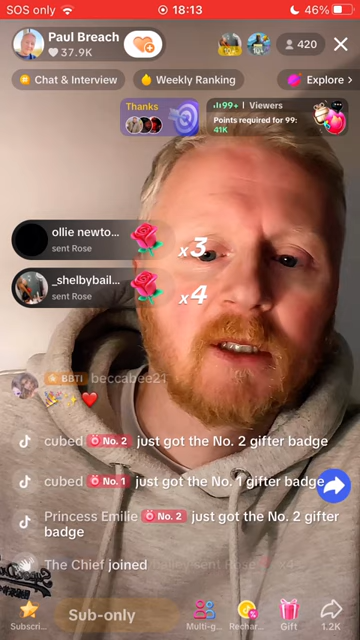 SOS only
18:13
46%
Paul Breach
37.9K
420
Chat & Interview
Weekly Ranking
Explore >
Thanks
99+ | Viewers
Points required for 99:
41K
ollie newto...
sent Rose
x3
_shelbybail...
sent Rose
x4
BBTI beccabee21
cubed No. 2 just got the No. 2 gifter badge
cubed No. 1 just got the No. 1 gifter badge
Princess Emilie No. 2 just got the No. 2 gifter
badge
The Chief joined
Sub-only
Subscri...
Multi-g...
Rechar...
Gift
1.2K